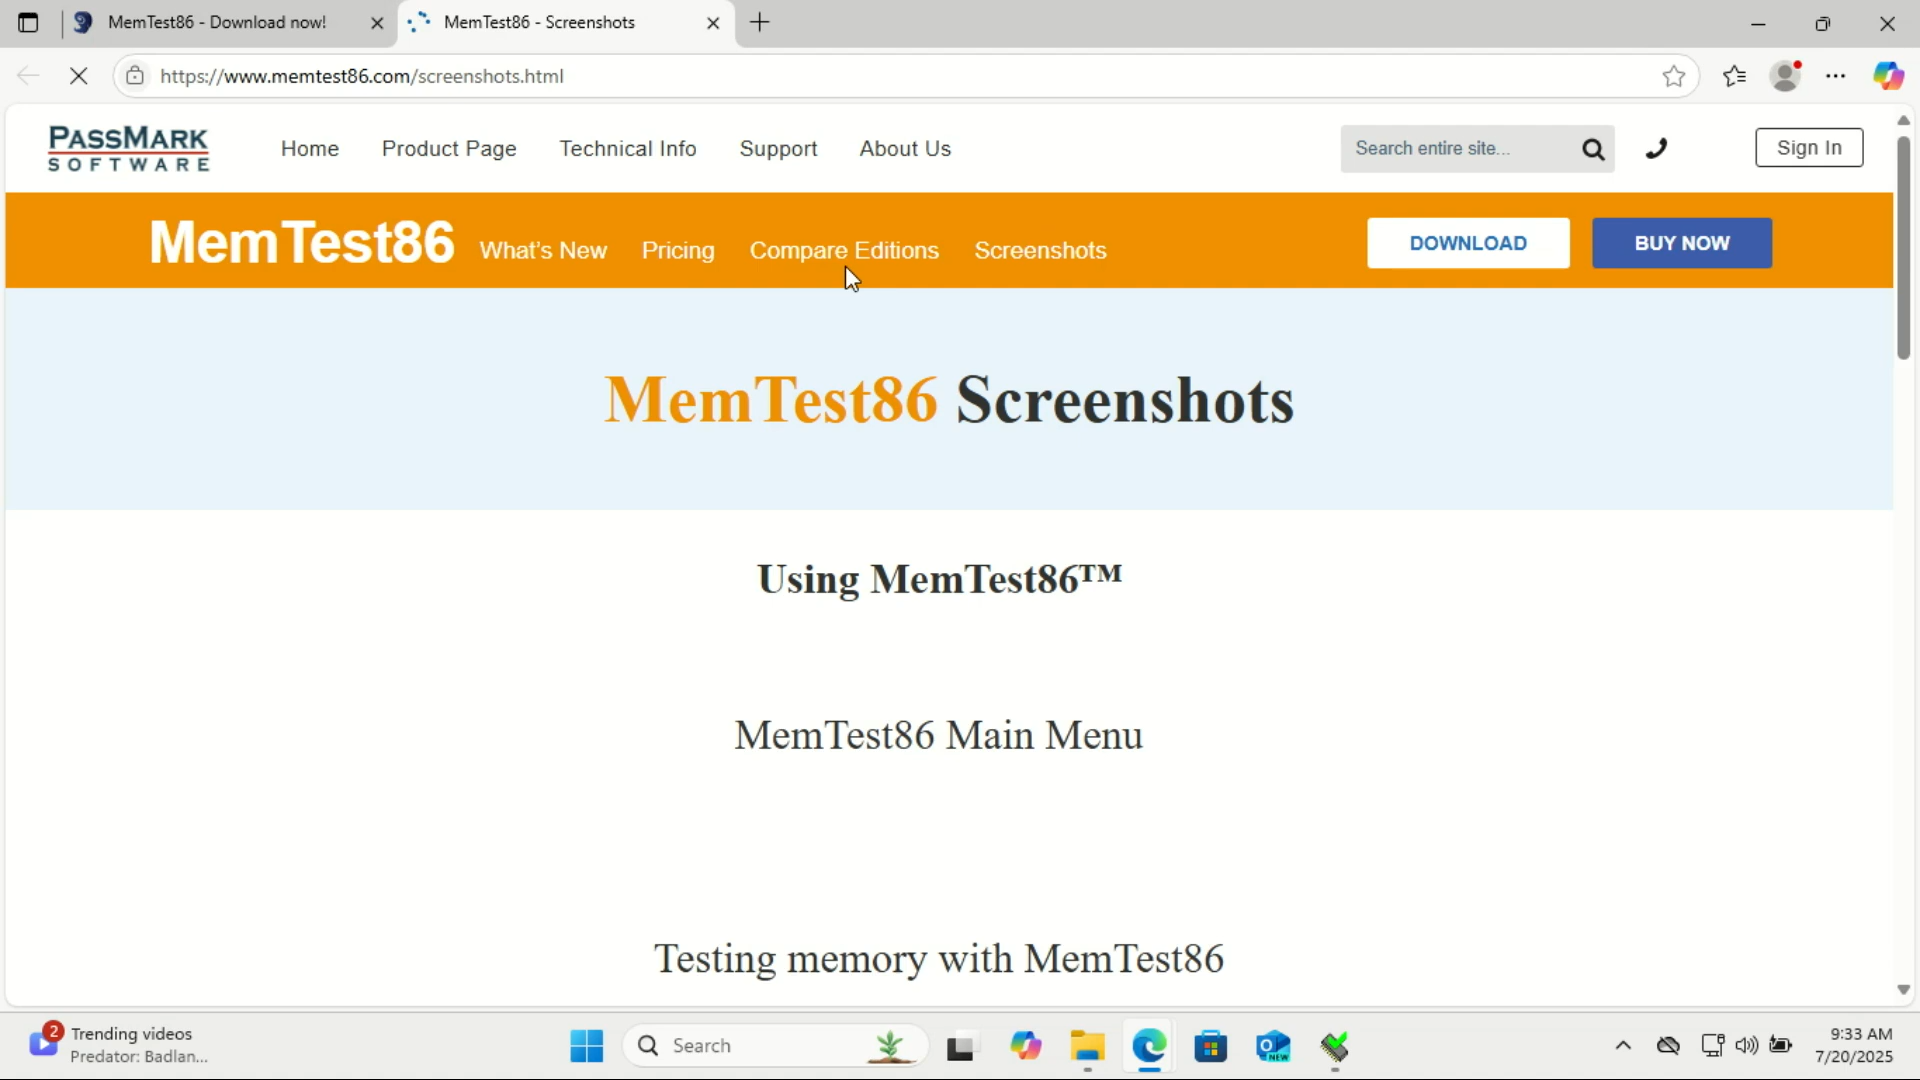 MemTest86 - Download now!
MemTest86 - Screenshots
https://www.memtest86.com/screenshots.html
PASSMARK
SOFTWARE
Home
Product Page
Technical Info
Support
About Us
Search entire site...
Sign In
MemTest86
What's New
Pricing
Compare Editions
Screenshots
DOWNLOAD
BUY NOW
MemTest86 Screenshots
Using MemTest86™
MemTest86 Main Menu
Testing memory with MemTest86
2
Trending videos
Predator: Badlan...
Search
NEW
9:33 AM
7/20/2025